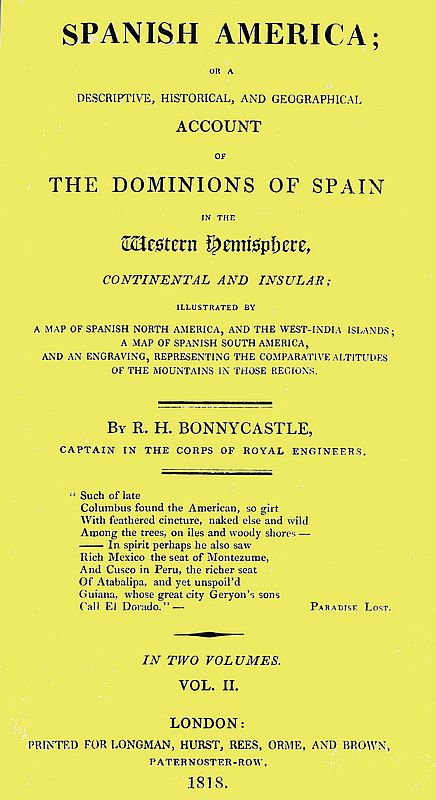 SPANISH AMERICA;
OR A
DESCRIPTIVE, HISTORICAL, AND GEOGRAPHICAL
ACCOUNT
OF
THE DOMINIONS OF SPAIN
IN THE
Western Hemisphere,
CONTINENTAL AND INSULAR;
ILLUSTRATED BY
A MAP OF SPANISH NORTH AMERICA, AND THE WEST-INDIA ISLANDS;
A MAP OF SPANISH SOUTH AMERICA,
AND AN ENGRAVING, REPRESENTING THE COMPARATIVE ALTITUDES
OF THE MOUNTAINS IN THOSE REGIONS.
BY R. H. BONNYCASTLE,
CAPTAIN IN THE CORPS OF ROYAL ENGINEERS.
“ Such of late
Columbus found the American, so girt
With feathered cincture, naked else and wild
Among the trees, on iles and woody shores —
—— In spirit perhaps he also saw
Rich Mexico the seat of Montezume,
And Cusco in Peru, the richer seat
Of Atabalipa, and yet unspoil'd
Guiana, whose great city Geryon's sons
Call El Dorado.” — PARADISE LOST.
IN TWO VOLUMES.
VOL. II.
LONDON:
PRINTED FOR LONGMAN, HURST, REES, ORME, AND BROWN,
PATERNOSTER-ROW.
1818.